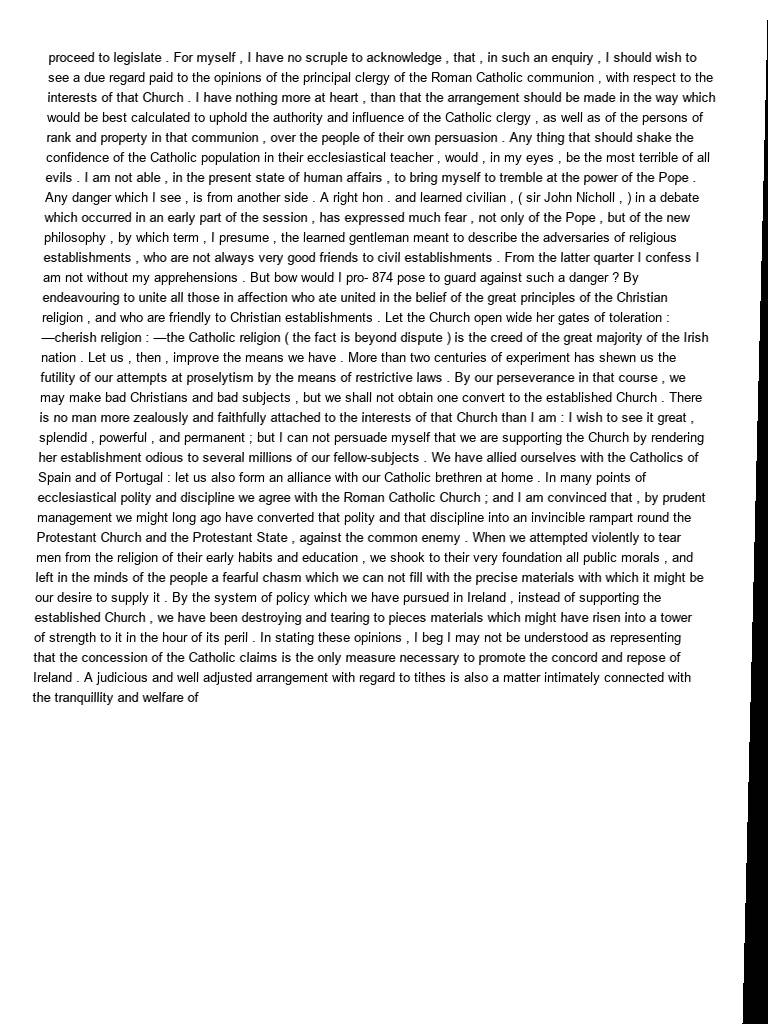 proceed to legislate . For myself , I have no scruple to acknowledge , that , in such an enquiry , I should wish to
see a due regard paid to the opinions of the principal clergy of the Roman Catholic communion , with respect to the
interests of that Church . I have nothing more at heart , than that the arrangement should be made in the way which
would be best calculated to uphold the authority and influence of the Catholic clergy , as well as of the persons of
rank and property in that communion , over the people of their own persuasion . Any thing that should shake the
confidence of the Catholic population in their ecclesiastical teacher , would , in my eyes , be the most terrible of all
evils . I am not able , in the present state of human affairs , to bring myself to tremble at the power of the Pope .
Any danger which I see , is from another side . A right hon . and learned civilian , ( sir John Nicholl , ) in a debate
which occurred in an early part of the session , has expressed much fear , not only of the Pope , but of the new
philosophy , by which term , I presume , the learned gentleman meant to describe the adversaries of religious
establishments , who are not always very good friends to civil establishments . From the latter quarter I confess I
am not without my apprehensions . But bow would I pro- 874 pose to guard against such a danger ? By
endeavouring to unite all those in affection who ate united in the belief of the great principles of the Christian
religion , and who are friendly to Christian establishments . Let the Church open wide her gates of toleration :
—cherish religion : —the Catholic religion ( the fact is beyond dispute ) is the creed of the great majority of the Irish
nation . Let us , then , improve the means we have . More than two centuries of experiment has shewn us the
futility of our attempts at proselytism by the means of restrictive laws . By our perseverance in that course , we
may make bad Christians and bad subjects , but we shall not obtain one convert to the established Church . There
is no man more zealously and faithfully attached to the interests of that Church than I am : I wish to see it great ,
splendid , powerful , and permanent ; but I can not persuade myself that we are supporting the Church by rendering
her establishment odious to several millions of our fellow-subjects . We have allied ourselves with the Catholics of
Spain and of Portugal : let us also form an alliance with our Catholic brethren at home . In many points of
ecclesiastical polity and discipline we agree with the Roman Catholic Church ; and I am convinced that , by prudent
management we might long ago have converted that polity and that discipline into an invincible rampart round the
Protestant Church and the Protestant State , against the common enemy . When we attempted violently to tear
men from the religion of their early habits and education , we shook to their very foundation all public morals , and
left in the minds of the people a fearful chasm which we can not fill with the precise materials with which it might be
our desire to supply it . By the system of policy which we have pursued in Ireland , instead of supporting the
established Church , we have been destroying and tearing to pieces materials which might have risen into a tower
of strength to it in the hour of its peril . In stating these opinions , I beg I may not be understood as representing
that the concession of the Catholic claims is the only measure necessary to promote the concord and repose of
Ireland . A judicious and well adjusted arrangement with regard to tithes is also a matter intimately connected with
the tranquillity and welfare of